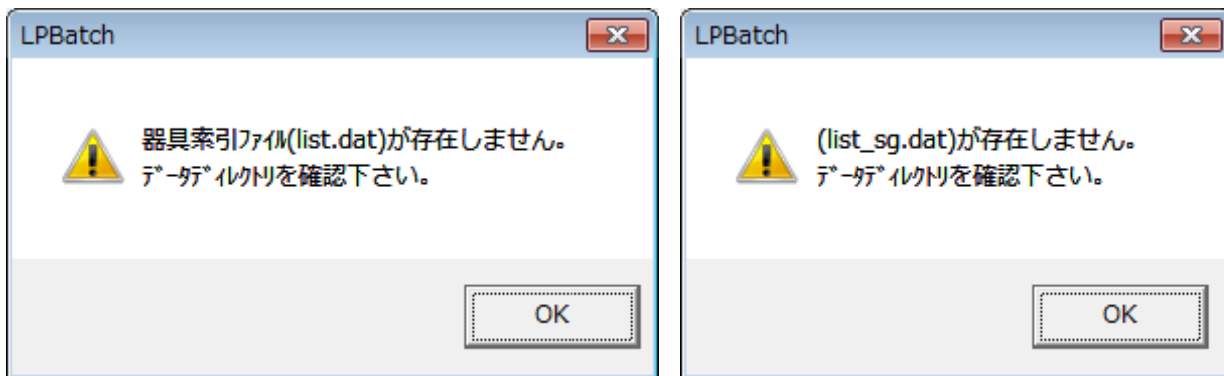 LPBatch
器具索引ﾌｧｲﾙ(list.dat)が存在しません。
ﾃﾞｰﾀﾃﾞｨﾚｸﾄﾘを確認下さい。
OK
LPBatch
(list_sg.dat)が存在しません。
ﾃﾞｰﾀﾃﾞｨﾚｸﾄﾘを確認下さい。
OK